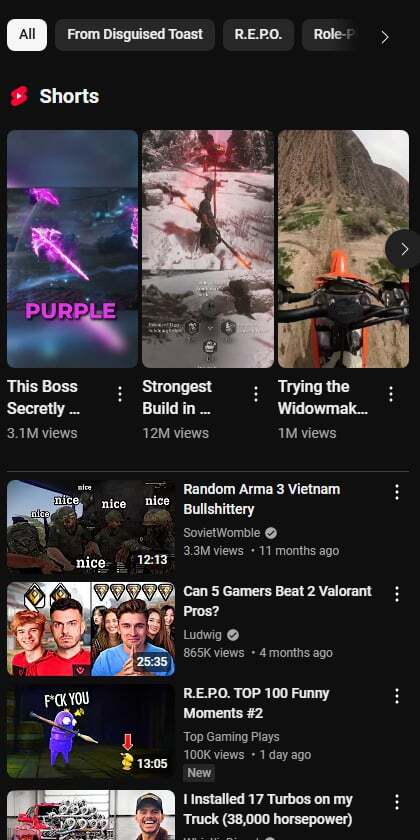 All
From Disguised Toast
R.E.P.O.
Role-P
Shorts
PURPLE
This Boss
Secretly ...
3.1M views
Strongest
Build in ...
12M views
Trying the
Widowmak...
1M views
nice
nice
nice
nice
nice
nice
12:13
Random Arma 3 Vietnam
Bullshittery
SovietWomble
3.3M views • 11 months ago
25:35
Can 5 Gamers Beat 2 Valorant
Pros?
Ludwig
865K views • 4 months ago
F*CK YOU
13:05
R.E.P.O. TOP 100 Funny
Moments #2
Top Gaming Plays
100K views • 1 day ago
New
I Installed 17 Turbos on my
Truck (38,000 horsepower)